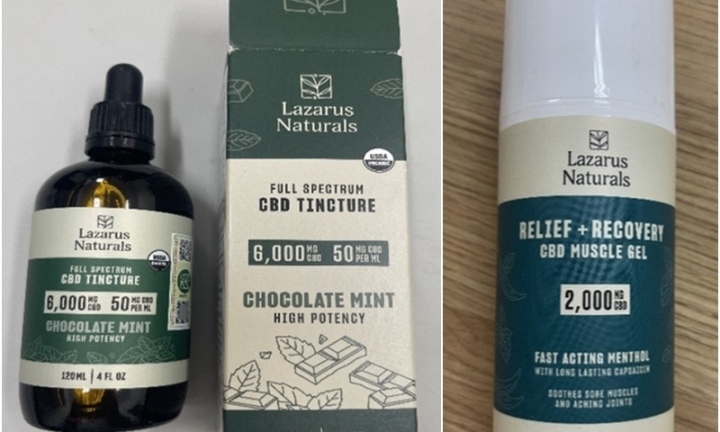 Lazarus
Naturals
USDA
ORGANIC
FULL SPECTRUM
CBD TINCTURE
6,000 MG CBD 50 MG CBD PER ML
CHOCOLATE MINT
HIGH POTENCY
120ML | 4 FL OZ
Lazarus
Naturals
USDA
ORGANIC
FULL SPECTRUM
CBD TINCTURE
6,000 MG CBD 50 MG CBD PER ML
CHOCOLATE MINT
HIGH POTENCY
Lazarus
Naturals
RELIEF + RECOVERY
CBD MUSCLE GEL
2,000 MG CBD
FAST ACTING MENTHOL
WITH LONG LASTING CAPSAICIN
SOOTHES SORE MUSCLES
AND ACHING JOINTS